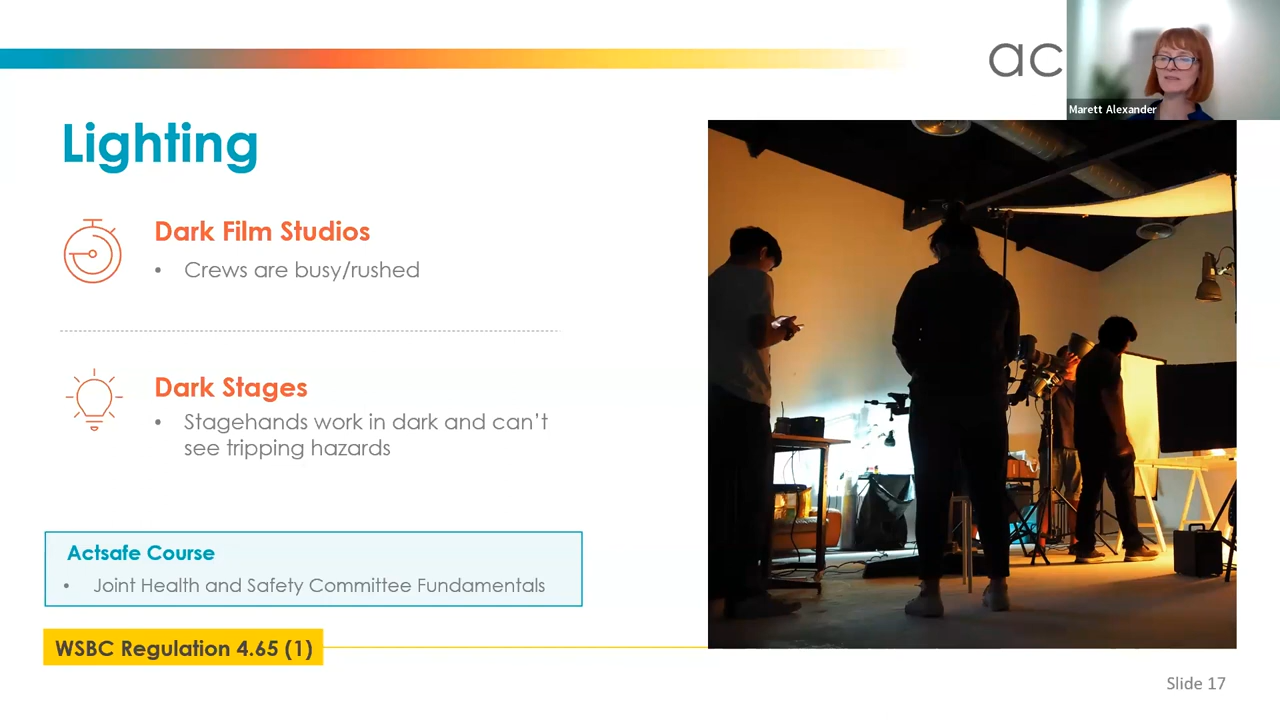 ac
Marett Alexander
Lighting
Dark Film Studios
• Crews are busy/rushed
Dark Stages
• Stagehands work in dark and can’t
see tripping hazards
Actsafe Course
• Joint Health and Safety Committee Fundamentals
WSBC Regulation 4.65 (1)
Slide 17